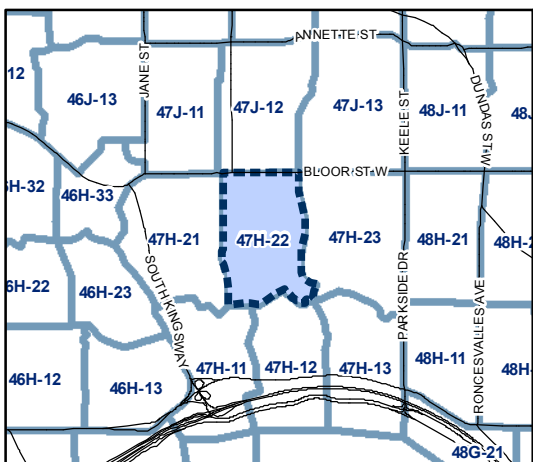 ANNETTE ST
12
46J-13
JANE ST
47J-11
47J-12
47J-13
KEELE ST
48J-11
DUNDAS ST W
48J-
BLOOR ST W
6H-32
46H-33
47H-21
47H-22
47H-23
48H-21
48H-2
6H-22
46H-23
SOUTH KINGSWAY
PARKSIDE DR
RONCESVALLES AVE
46H-12
46H-13
47H-11
47H-12
47H-13
48H-11
48H-
48G-21